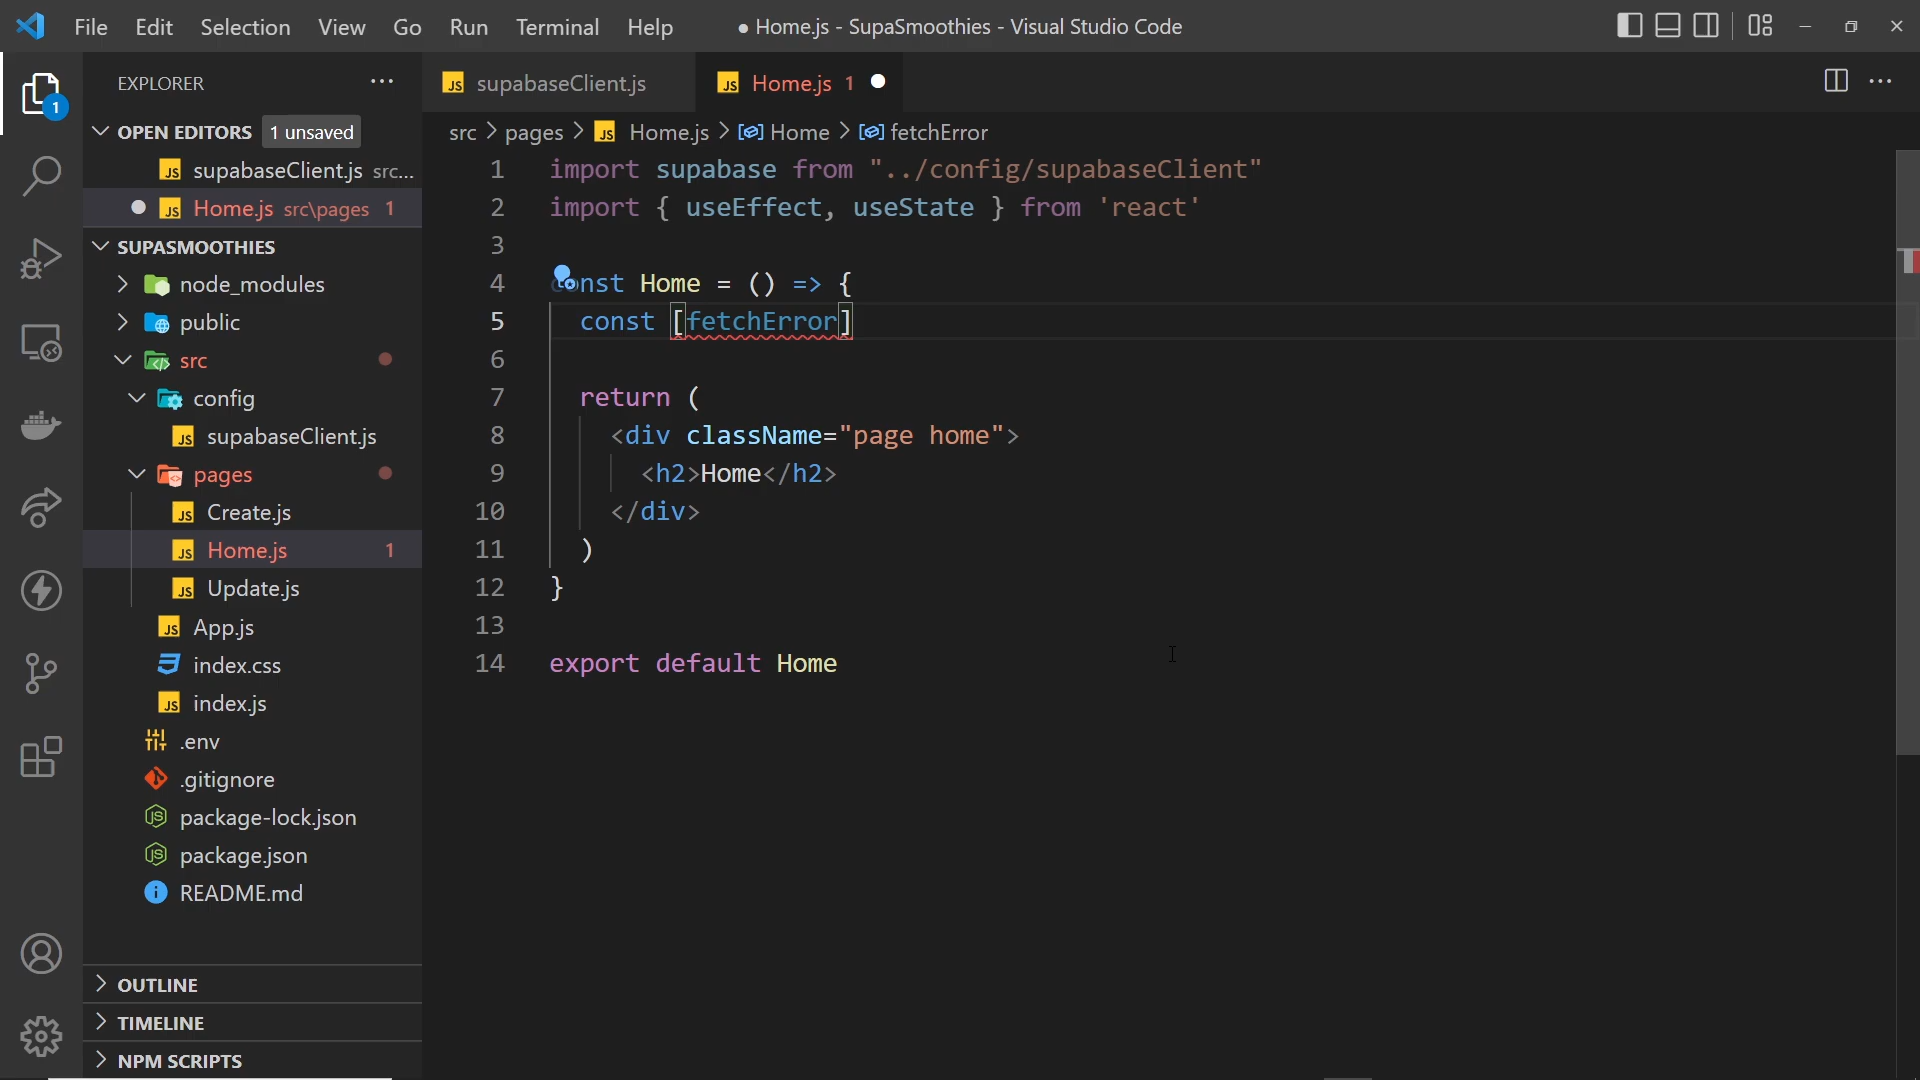 File Edit Selection View Go Run Terminal Help
● Home.js - SupaSmoothies - Visual Studio Code
EXPLORER
supabaseClient.js
Home.js 1
1
OPEN EDITORS 1 unsaved
src > pages > Home.js > Home > fetchError
supabaseClient.js src...
Home.js src\pages 1
SUPASMOOTHIES
node_modules
public
src
config
supabaseClient.js
pages
Create.js
Home.js 1
Update.js
App.js
index.css
index.js
.env
.gitignore
package-lock.json
package.json
README.md
OUTLINE
TIMELINE
NPM SCRIPTS
1 import supabase from "../config/supabaseClient"
2 import { useEffect, useState } from 'react'
3
4 const Home = () => {
5 const [fetchError]
6
7 return (
8 <div className="page home">
9 <h2>Home</h2>
10 </div>
11 )
12 }
13
14 export default Home